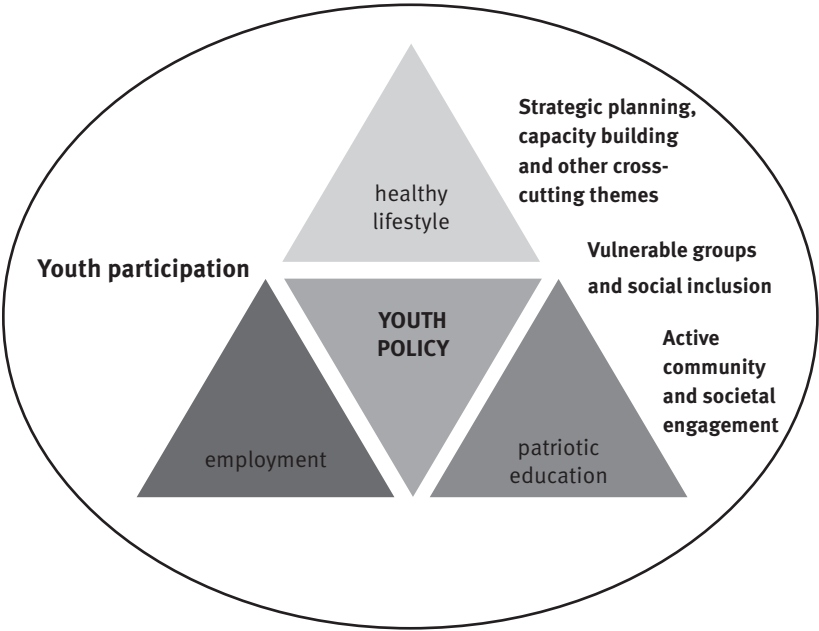 Strategic planning,
capacity building
and other cross-
cutting themes
healthy
lifestyle
Vulnerable groups
and social inclusion
Youth participation
YOUTH
POLICY
Active
community
and societal
engagement
employment
patriotic
education